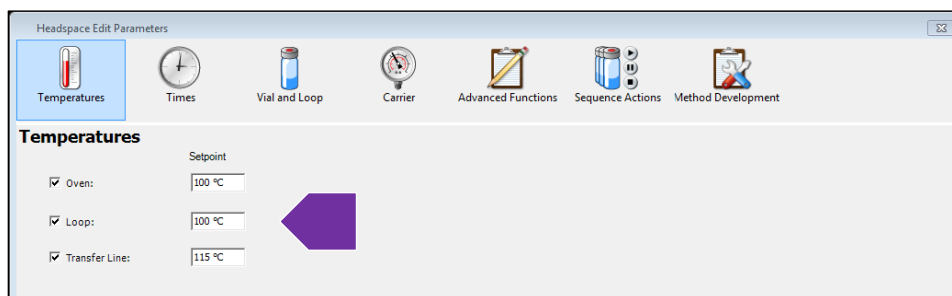 Headspace Edit Parameters
Temperatures Times Vial and Loop Carrier Advanced Functions Sequence Actions Method Development
Temperatures
Setpoint
Oven: 100 ºC
Loop: 100 ºC
Transfer Line: 115 ºC